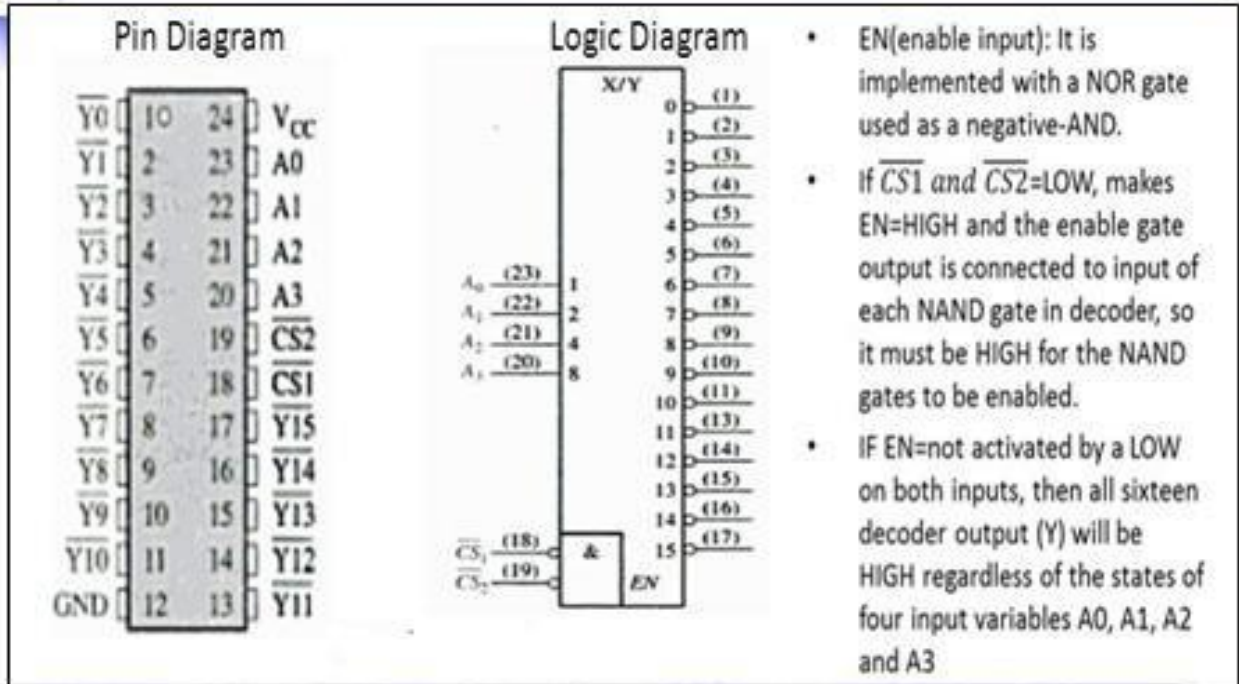 Pin Diagram
Y0 10 24 VCC
Y1 2 23 A0
Y2 3 22 A1
Y3 4 21 A2
Y4 5 20 A3
Y5 6 19 CS2
Y6 7 18 CS1
Y7 8 17 Y15
Y8 9 16 Y14
Y9 10 15 Y13
Y10 11 14 Y12
GND 12 13 Y11
Logic Diagram
X/Y
0 (1)
1 (2)
2 (3)
3 (4)
4 (5)
5 (6)
A0 (23) 1 6 (7)
A1 (22) 2 7 (8)
A2 (21) 4 8 (9)
A3 (20) 8 9 (10)
10 (11)
11 (13)
12 (14)
13 (15)
14 (16)
15 (17)
CS1 (18) &
CS2 (19) EN
• EN(enable input): It is
implemented with a NOR gate
used as a negative-AND.
• If CS1 and CS2=LOW, makes
EN=HIGH and the enable gate
output is connected to input of
each NAND gate in decoder, so
it must be HIGH for the NAND
gates to be enabled.
• IF EN=not activated by a LOW
on both inputs, then all sixteen
decoder output (Y) will be
HIGH regardless of the states of
four input variables A0, A1, A2
and A3